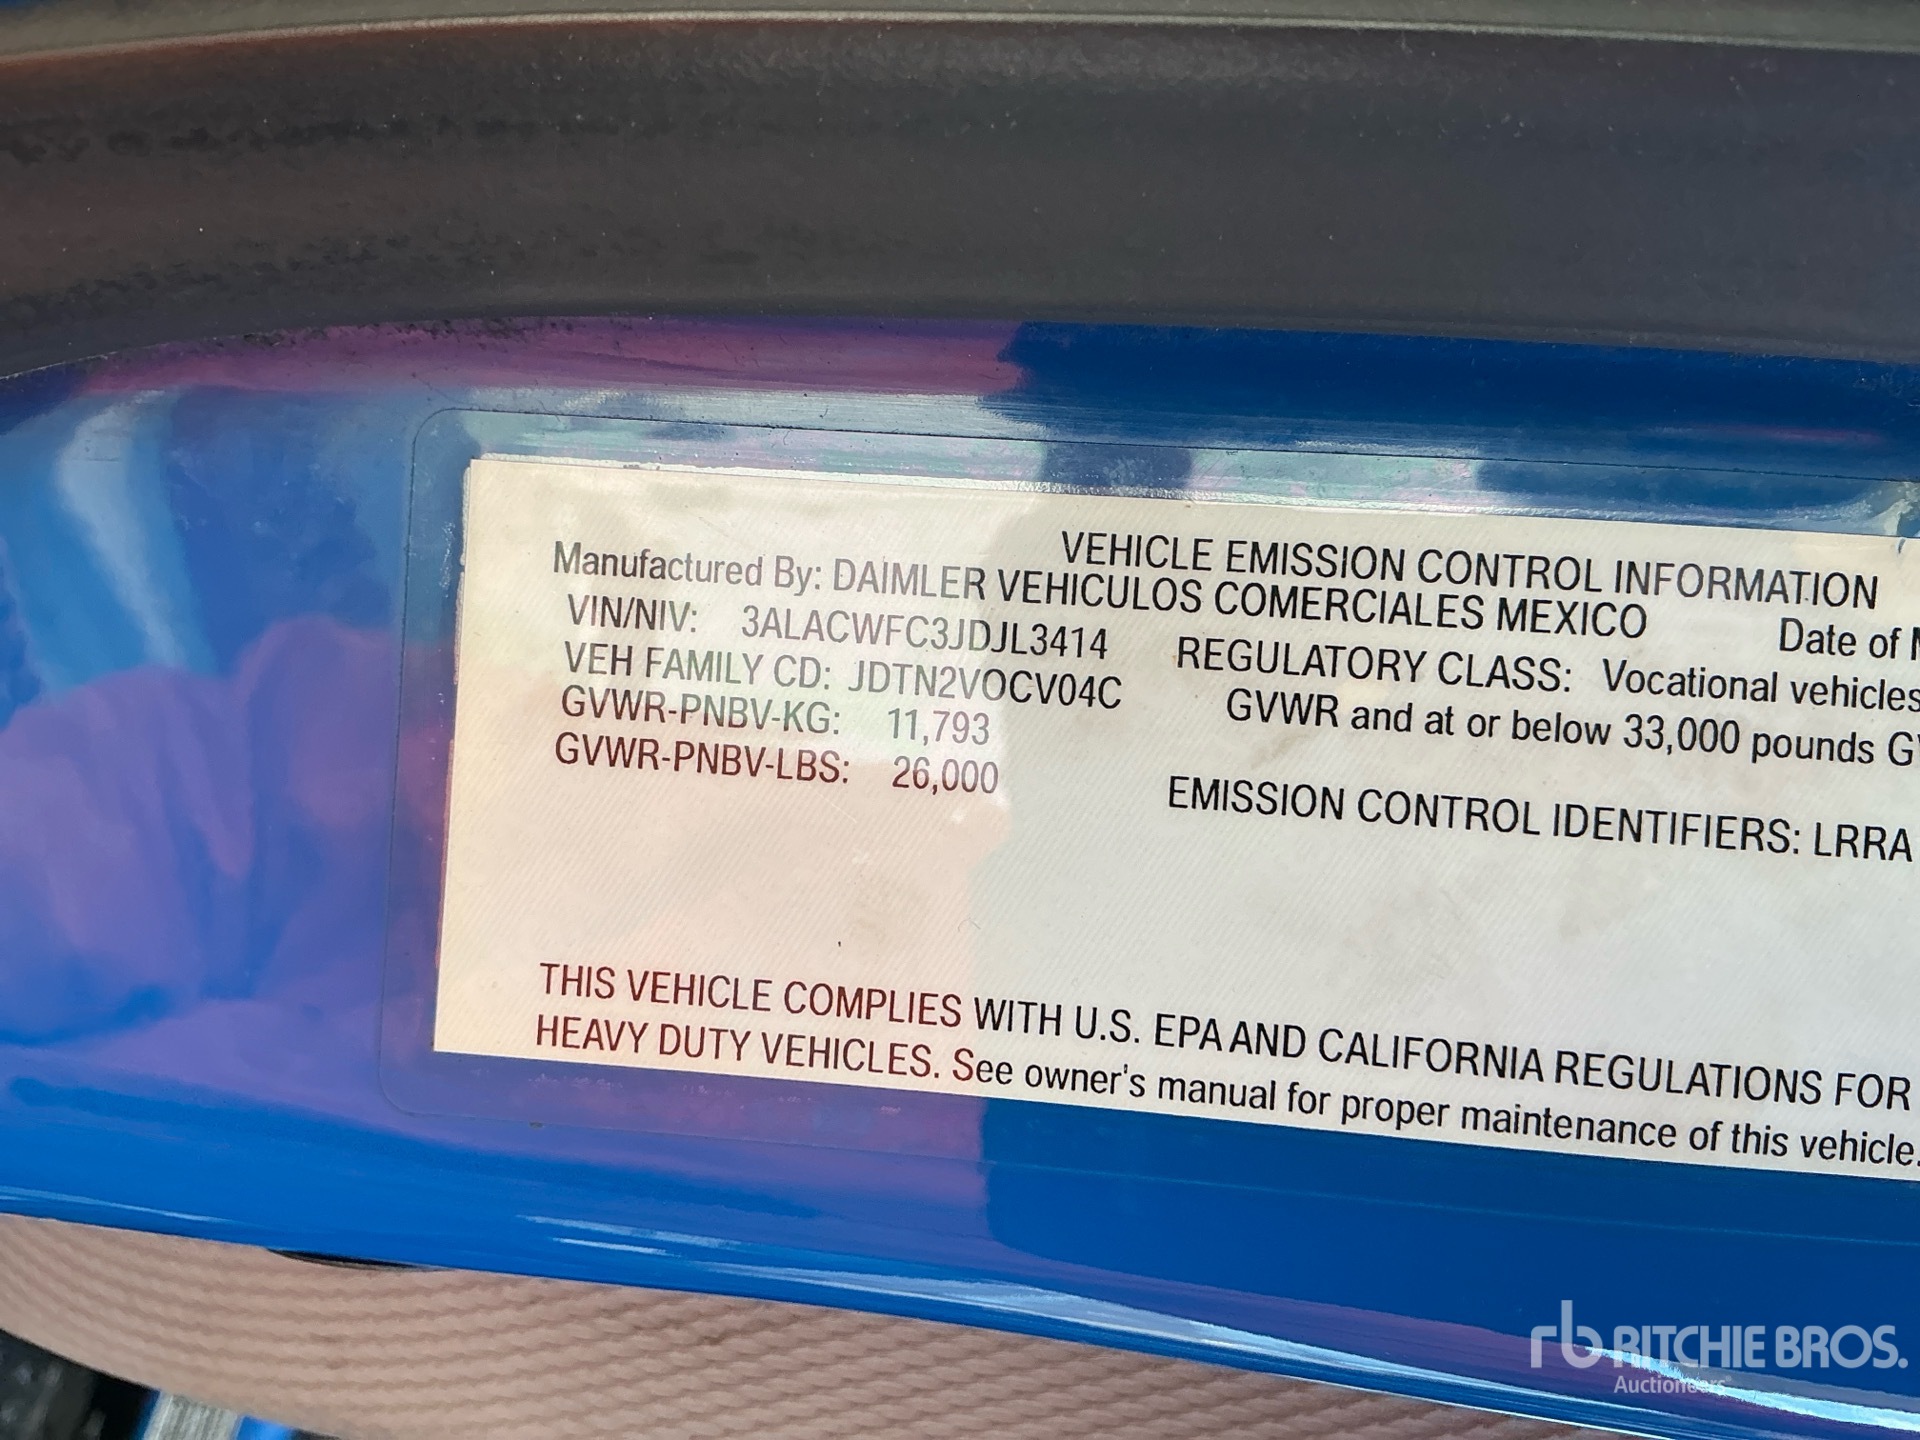 VEHICLE EMISSION CONTROL INFORMATION
Manufactured By: DAIMLER VEHICULOS COMERCIALES MEXICO Date of
VIN/NIV: 3ALACWFC3JDJL3414 REGULATORY CLASS: Vocational vehicles
VEH FAMILY CD: JDTN2VOCV04C GVWR and at or below 33,000 pounds
GVWR-PNBV-KG: 11,793
GVWR-PNBV-LBS: 26,000 EMISSION CONTROL IDENTIFIERS: LRRA
THIS VEHICLE COMPLIES WITH U.S. EPA AND CALIFORNIA REGULATIONS FOR
HEAVY DUTY VEHICLES. See owner's manual for proper maintenance of this vehicle.
rb RITCHIE BROS.
Auctioneers